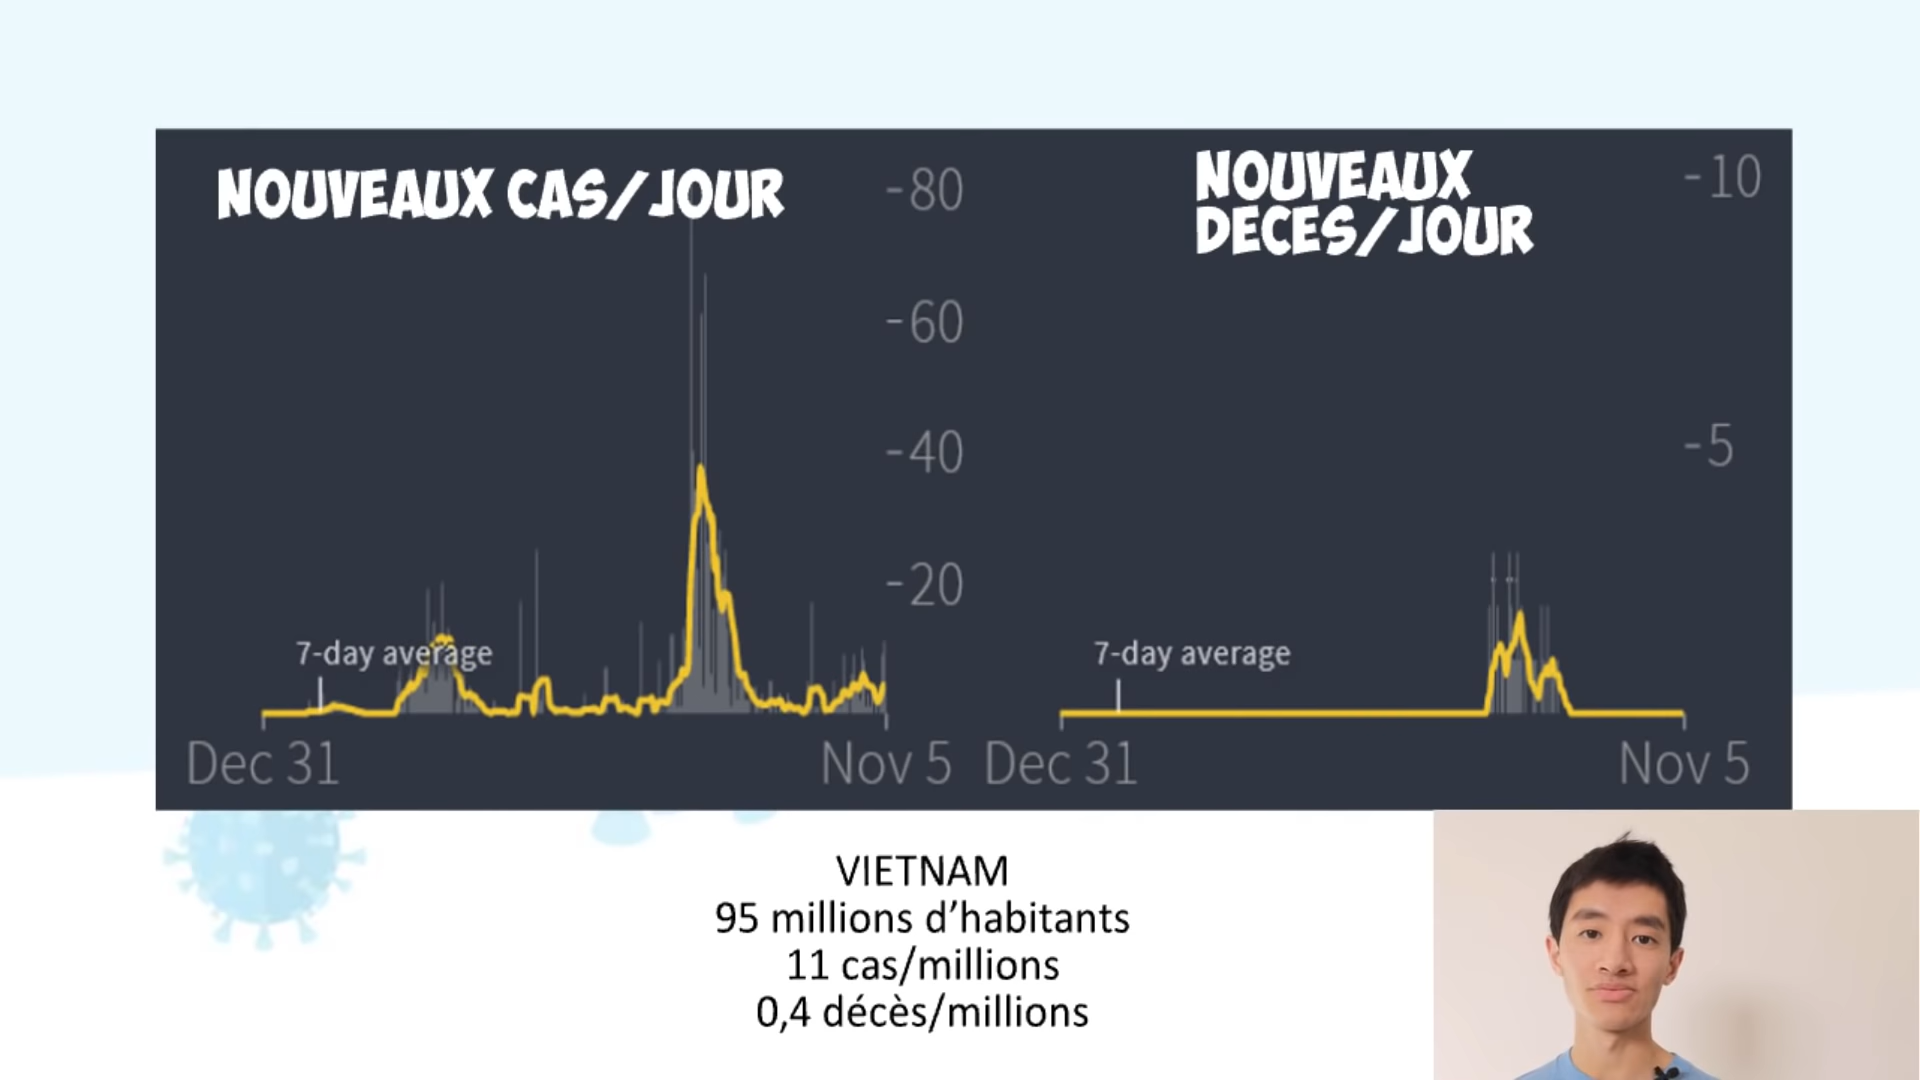 NOUVEAUX CAS/JOUR
-80
-60
-40
-20
7-day average
Dec 31
Nov 5
NOUVEAUX
DECES/JOUR
-10
-5
7-day average
Dec 31
Nov 5
VIETNAM
95 millions d’habitants
11 cas/millions
0,4 décès/millions